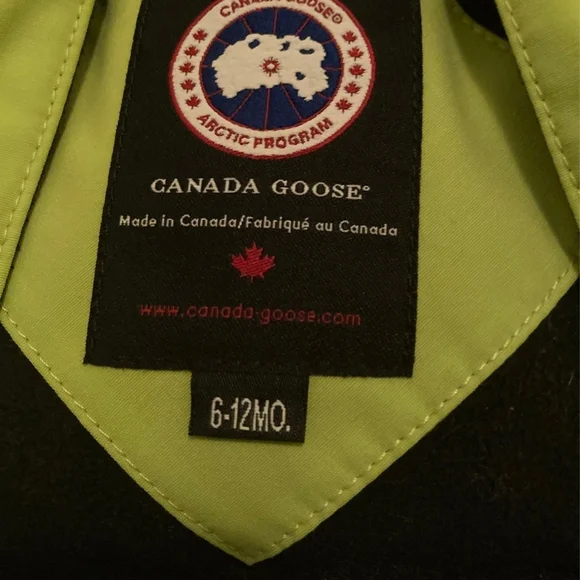 CANADA GOOSE®
ARCTIC PROGRAM
CANADA GOOSE®
Made in Canada/Fabriqué au Canada
www.canada-goose.com
6-12MO.